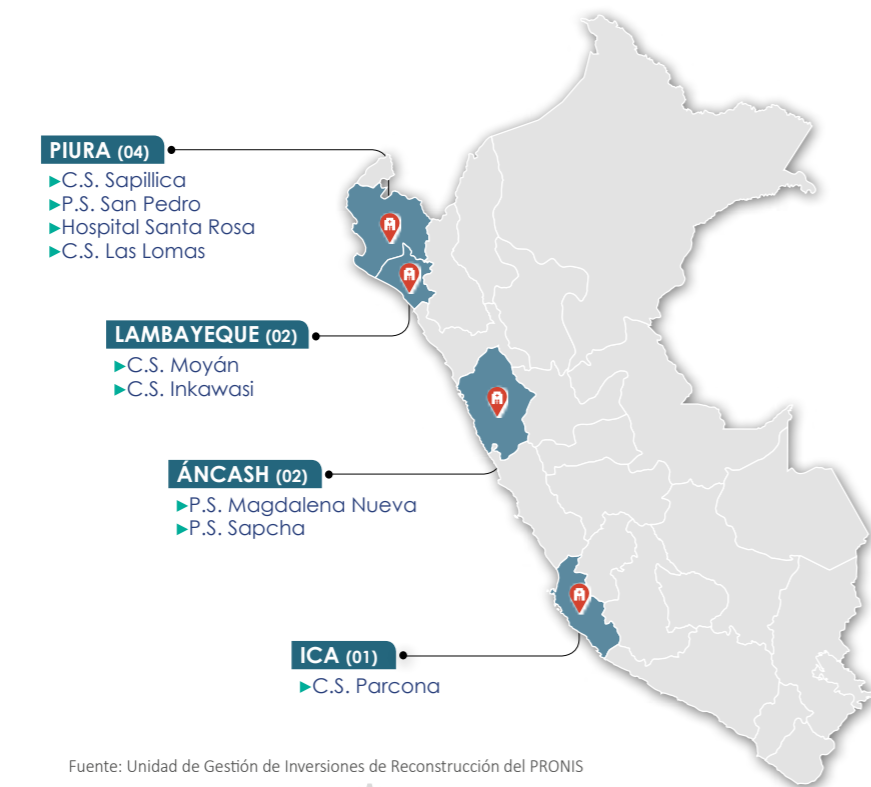 PIURA (04)
▶C.S. Sapillica
▶P.S. San Pedro
▶Hospital Santa Rosa
▶C.S. Las Lomas
LAMBAYEQUE (02)
▶C.S. Moyán
▶C.S. Inkawasi
ÁNCASH (02)
▶P.S. Magdalena Nueva
▶P.S. Sapcha
ICA (01)
▶C.S. Parcona
Fuente: Unidad de Gestión de Inversiones de Reconstrucción del PRONIS